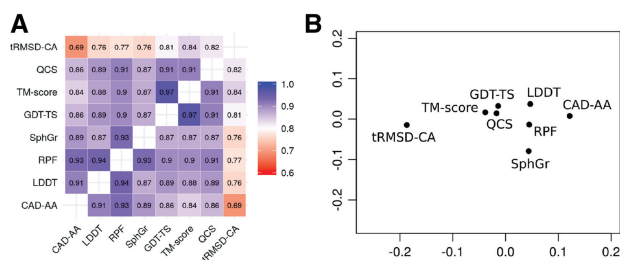 A
tRMSD-CA 0.69 0.76 0.77 0.76 0.81 0.84 0.82
QCS 0.86 0.89 0.91 0.87 0.91 0.91 0.82
TM-score 0.84 0.88 0.9 0.87 0.97 0.91 0.84
GDT-TS 0.86 0.89 0.9 0.87 0.97 0.91 0.81
SphGr 0.89 0.87 0.93 0.87 0.87 0.87 0.76
RPF 0.93 0.94 0.93 0.9 0.9 0.91 0.77
LDDT 0.91 0.94 0.87 0.89 0.88 0.89 0.76
CAD-AA 0.91 0.93 0.89 0.86 0.84 0.86 0.69
CAD-AA LDDT RPF SphGr GDT-TS TM-score QCS tRMSD-CA
1.0
0.9
0.8
0.7
0.6
B
0.2
0.1
0.0
-0.1
-0.2
GDT-TS LDDT
TM-score CAD-AA
QCS RPF
tRMSD-CA
SphGr
-0.2 -0.1 0.0 0.1 0.2